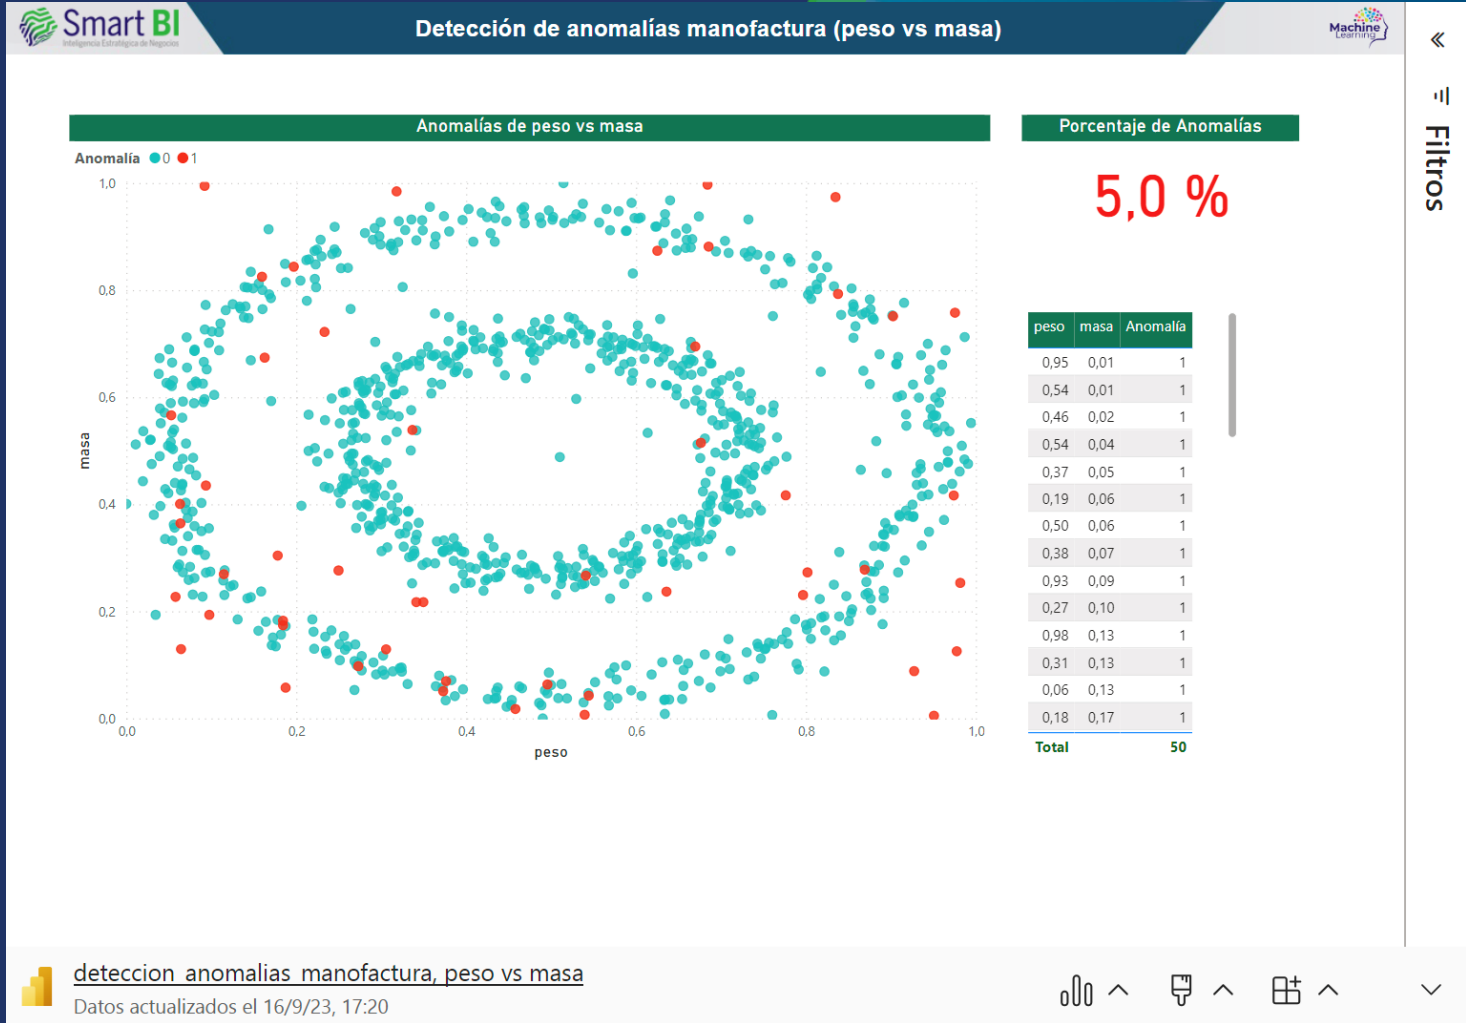 Smart BI
Inteligencia Estratégica de Negocios
Detección de anomalías manofactura (peso vs masa)
Machine
Learning
Filtros
Anomalías de peso vs masa
Anomalía 0 1
1,0
0,8
0,6
0,4
0,2
0,0
masa
0,0 0,2 0,4 0,6 0,8 1,0
peso
Porcentaje de Anomalías
5,0 %
peso masa Anomalía
0,95 0,01 1
0,54 0,01 1
0,46 0,02 1
0,54 0,04 1
0,37 0,05 1
0,19 0,06 1
0,50 0,06 1
0,38 0,07 1
0,93 0,09 1
0,27 0,10 1
0,98 0,13 1
0,31 0,13 1
0,06 0,13 1
0,18 0,17 1
Total 50
deteccion_anomalias_manofactura, peso vs masa
Datos actualizados el 16/9/23, 17:20